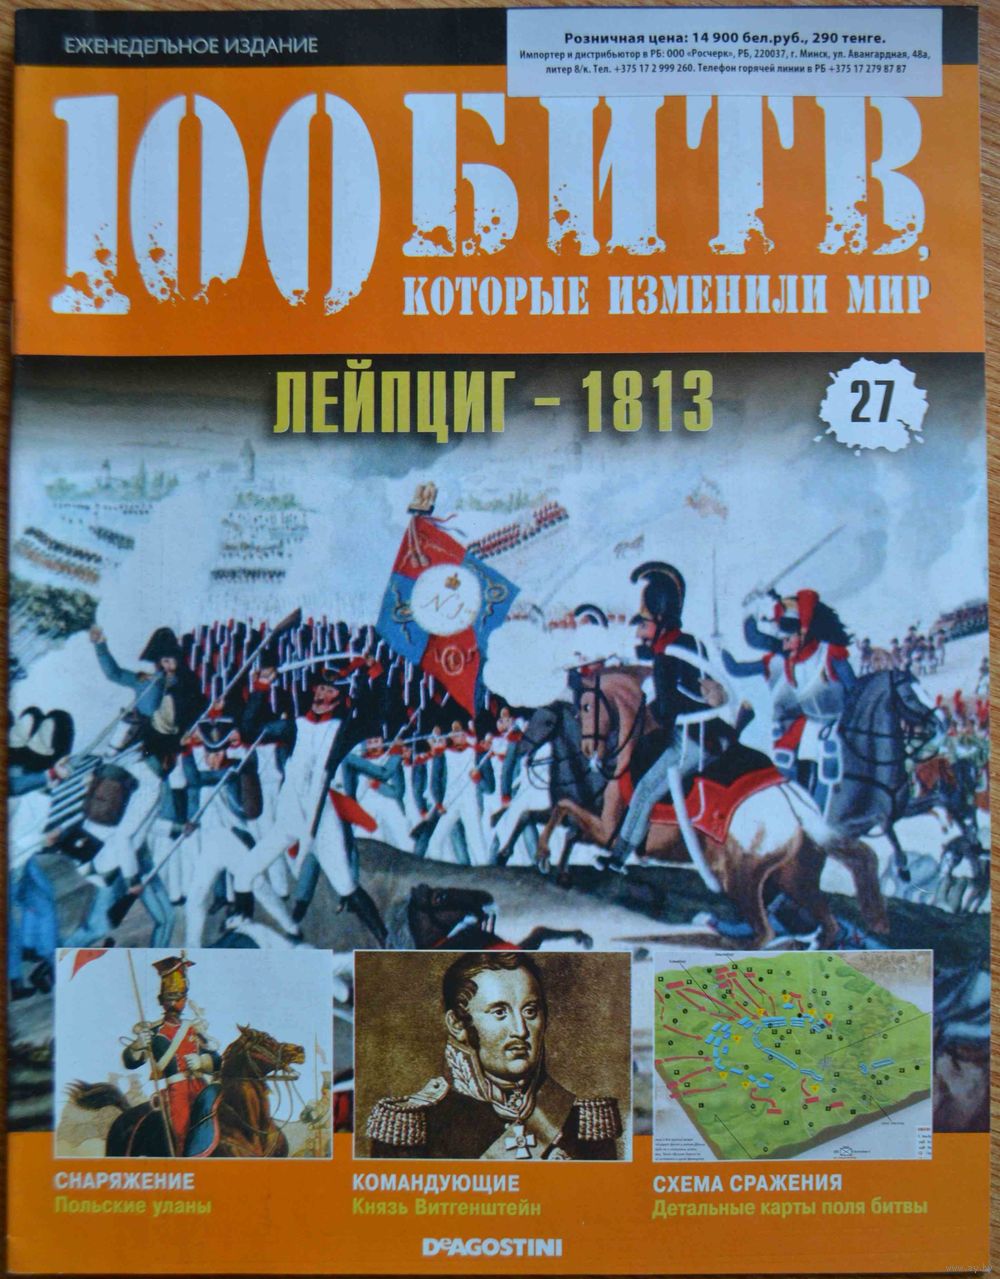 ЕЖЕНЕДЕЛЬНОЕ ИЗДАНИЕ
Розничная цена: 14 900 бел.руб., 290 тенге.
Импортер и дистрибьютор в РБ: ООО «Росчерк», РБ, 220037, г. Минск, ул. Авангардная, 48а,
литер 8/к. Тел. +375 17 2 999 260. Телефон горячей линии в РБ +375 17 279 87 87
100 БИТВ,
КОТОРЫЕ ИЗМЕНИЛИ МИР
ЛЕЙПЦИГ – 1813
27
СНАРЯЖЕНИЕ
Польские уланы
КОМАНДУЮЩИЕ
Князь Витгенштейн
СХЕМА СРАЖЕНИЯ
Детальные карты поля битвы
DeAGOSTINI
www.ay.by